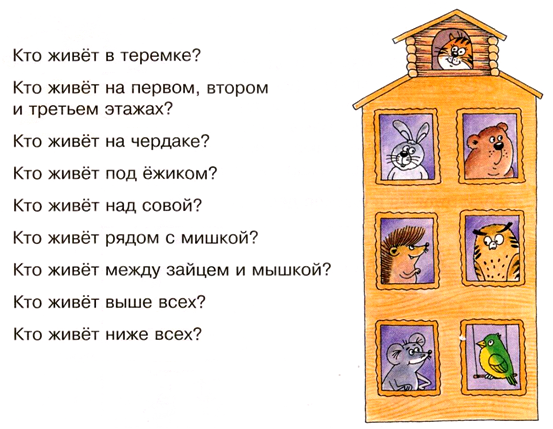 Кто живёт в теремке?
Кто живёт на первом, втором
и третьем этажах?
Кто живёт на чердаке?
Кто живёт под ёжиком?
Кто живёт над совой?
Кто живёт рядом с мишкой?
Кто живёт между зайцем и мышкой?
Кто живёт выше всех?
Кто живёт ниже всех?